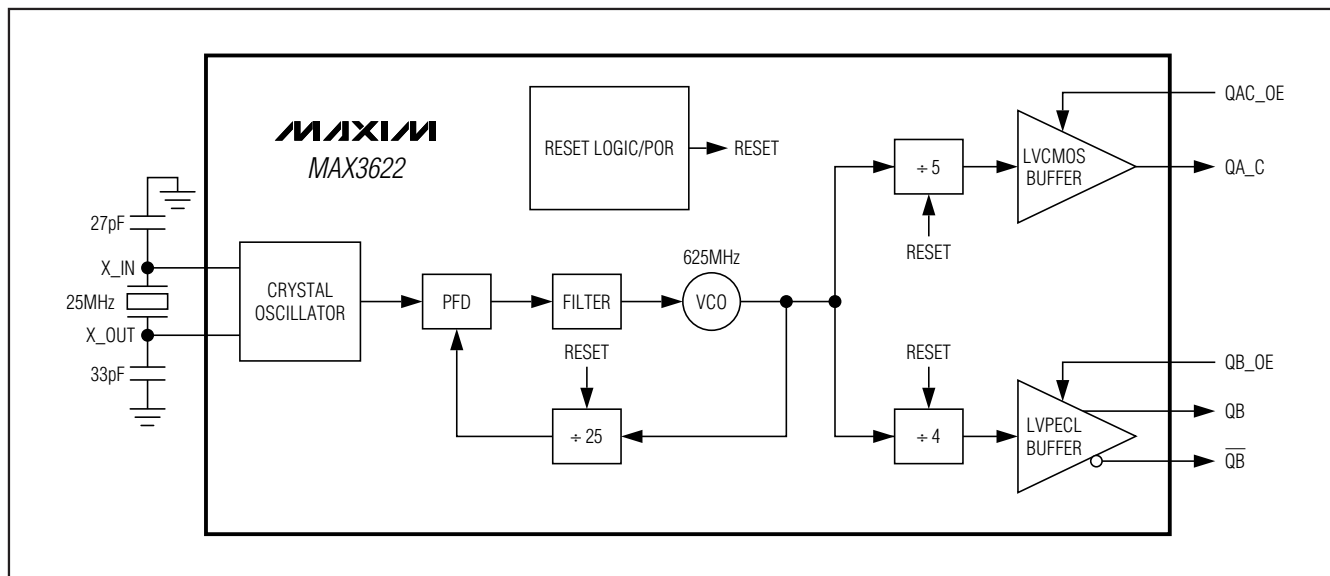 MAXIM
MAX3622
RESET LOGIC/POR
RESET
QAC_OE
LVCMOS
BUFFER
QA_C
÷ 5
RESET
27pF
X_IN
25MHz
X_OUT
33pF
CRYSTAL
OSCILLATOR
PFD
FILTER
625MHz
VCO
RESET
÷ 25
RESET
÷ 4
QB_OE
LVPECL
BUFFER
QB
Q̅B̅